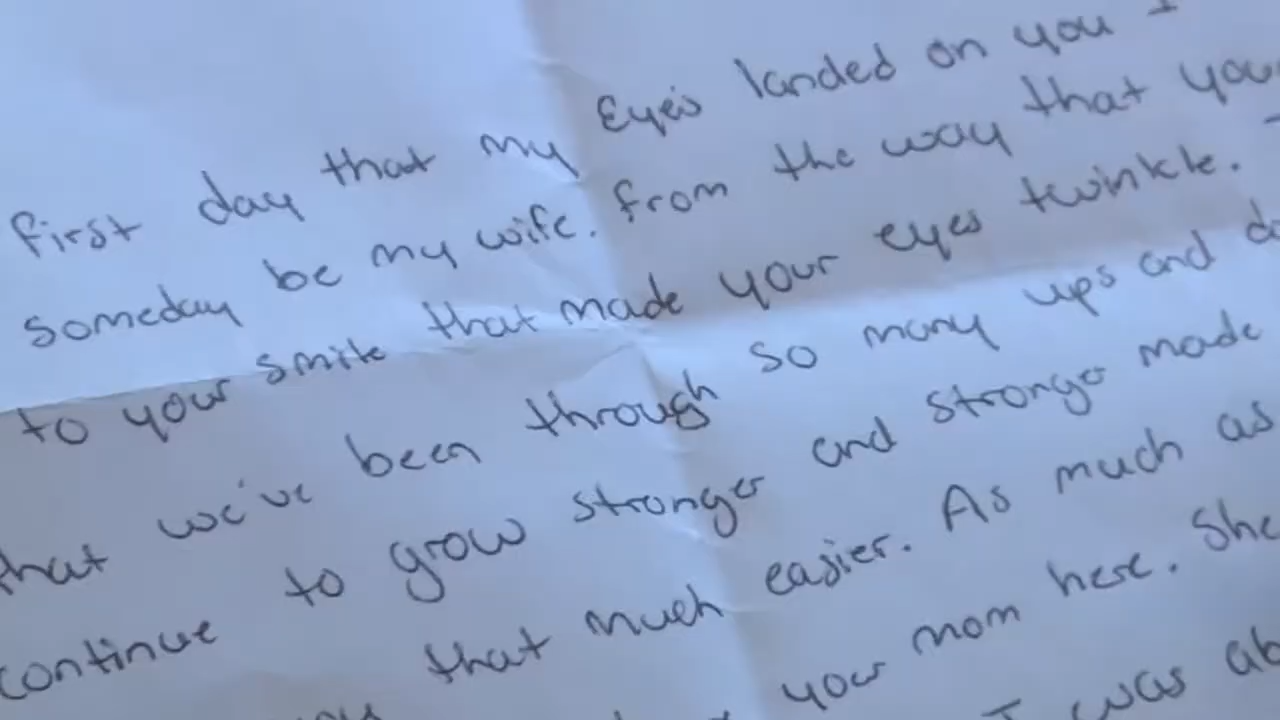 first day that my Eye's landed on you I
someday be my wife. from the way that you
to your smile that made your eyes twinkle. I
that we've been through so many ups and
continue to grow stronger and stronger made
that much easier. As much as
your mom here. She
I was